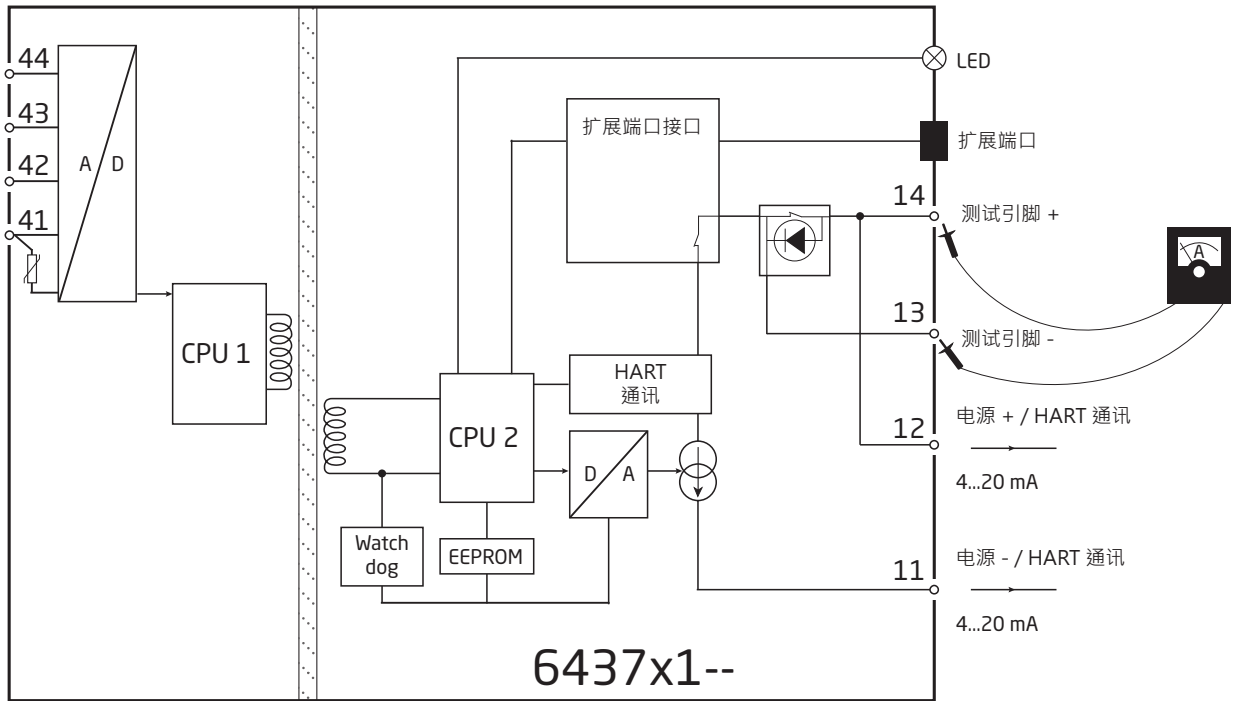 44
43
42
41
A
D
CPU 1
LED
扩展端口接口
扩展端口
14
测试引脚 +
A
13
测试引脚 -
HART
通讯
12
电源 + / HART 通讯
4...20 mA
CPU 2
D
A
Watch
dog
EEPROM
11
电源 - / HART 通讯
4...20 mA
6437x1--